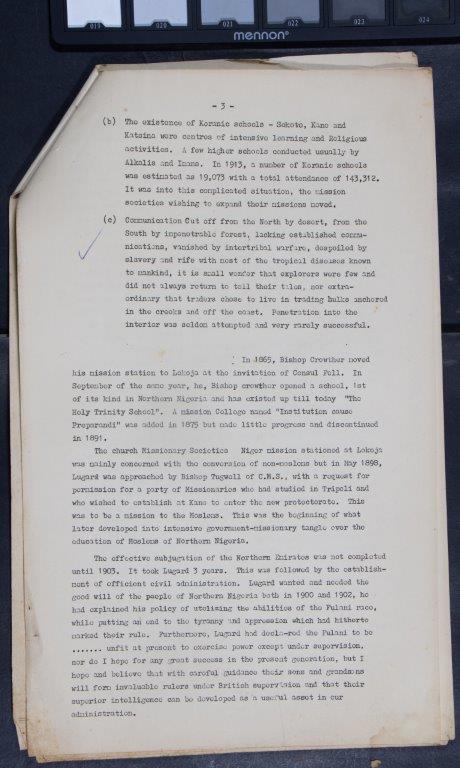 019 020 021 022 023 024
mennon®
- 3 -
(b) The existence of Koranic schools - Sokoto, Kano and
Katsina were centres of intensive learning and Religious
activities. A few higher schools conducted usually by
Alkalis and Imams. In 1913, a number of Koranic schools
was estimated as 19,073 with a total attendance of 143,312.
It was into this complicated situation, the mission
societies wishing to expand their missions moved.
(c) Communication Cut off from the North by desert, from the
South by impenetrable forest, lacking established commu-
nications, vanished by intertribal warfare, despoiled by
slavery and rife with most of the tropical diseases known
to mankind, it is small wonder that explorers were few and
did not always return to tell their tales, nor extra-
ordinary that traders chose to live in trading hulks anchored
in the creeks and off the coast. Penetration into the
interior was seldom attempted and very rarely successful.
In 1865, Bishop Crowther moved
his mission station to Lokoja at the invitation of Consul Fell. In
September of the same year, he, Bishop crowther opened a school, 1st
of its kind in Northern Nigeria and has existed up till today "The
Holy Trinity School". A mission College named "Institution cause
Preparandi" was added in 1875 but made little progress and discontinued
in 1891.
The church Missionary Societies Niger mission stationed at Lokoja
was mainly concerned with the conversion of non-moslems but in May 1898,
Lugard was approached by Bishop Tugwell of C.M.S., with a request for
permission for a party of Missionaries who had studied in Tripoli and
who wished to establish at Kano to enter the new protectorate. This
was to be a mission to the Moslems. This was the beginning of what
later developed into intensive government-missionary tangle over the
education of Moslems of Northern Nigeria.
The effective subjugation of the Northern Emirates was not completed
until 1903. It took Lugard 3 years. This was followed by the establish-
ment of efficient civil administration. Lugard wanted and needed the
good will of the people of Northern Nigeria both in 1900 and 1902, he
had explained his policy of utelizing the abilities of the Fulani race,
while putting an end to the tyranny and appression which had hitherto
marked their rule. Furthermore, Lugard had decla-red the Fulani to be
....... unfit at present to exercise power except under supervision,
nor do I hope for any great success in the present generation, but I
hope and believe that with careful guidance their sons and grandsons
will form invaluable rulers under British supervision and that their
superior intelligence can be developed as a useful asset in our
administration.